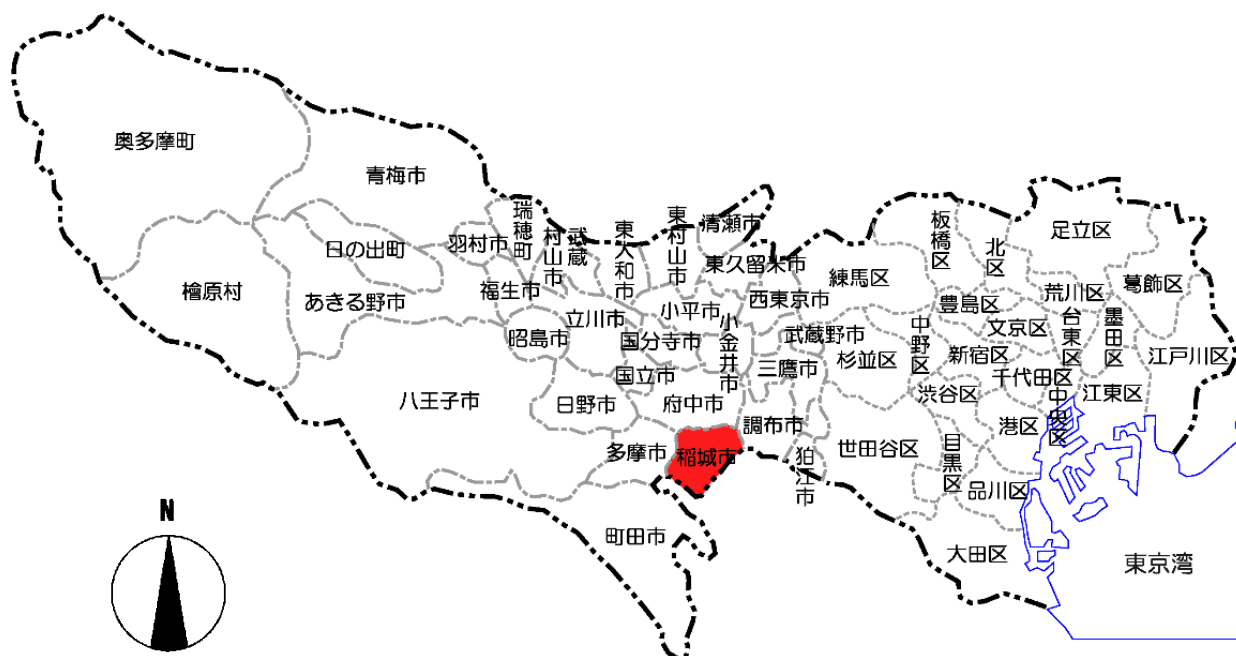 奥多摩町
青梅市
瑞穂町
羽村市
日の出町
檜原村
あきる野市
福生市
武蔵
村山市
東大和市
東村山市
清瀬市
東久留米市
西東京市
練馬区
板橋区
北区
足立区
葛飾区
昭島市
立川市
小平市
国分寺市
小金井市
武蔵野市
三鷹市
杉並区
中野区
豊島区
文京区
荒川区
台東区
墨田区
江戸川区
新宿区
千代田区
渋谷区
中央区
江東区
港区
八王子市
日野市
国立市
府中市
調布市
多摩市
稲城市
狛江市
世田谷区
目黒区
品川区
大田区
町田市
東京湾
N